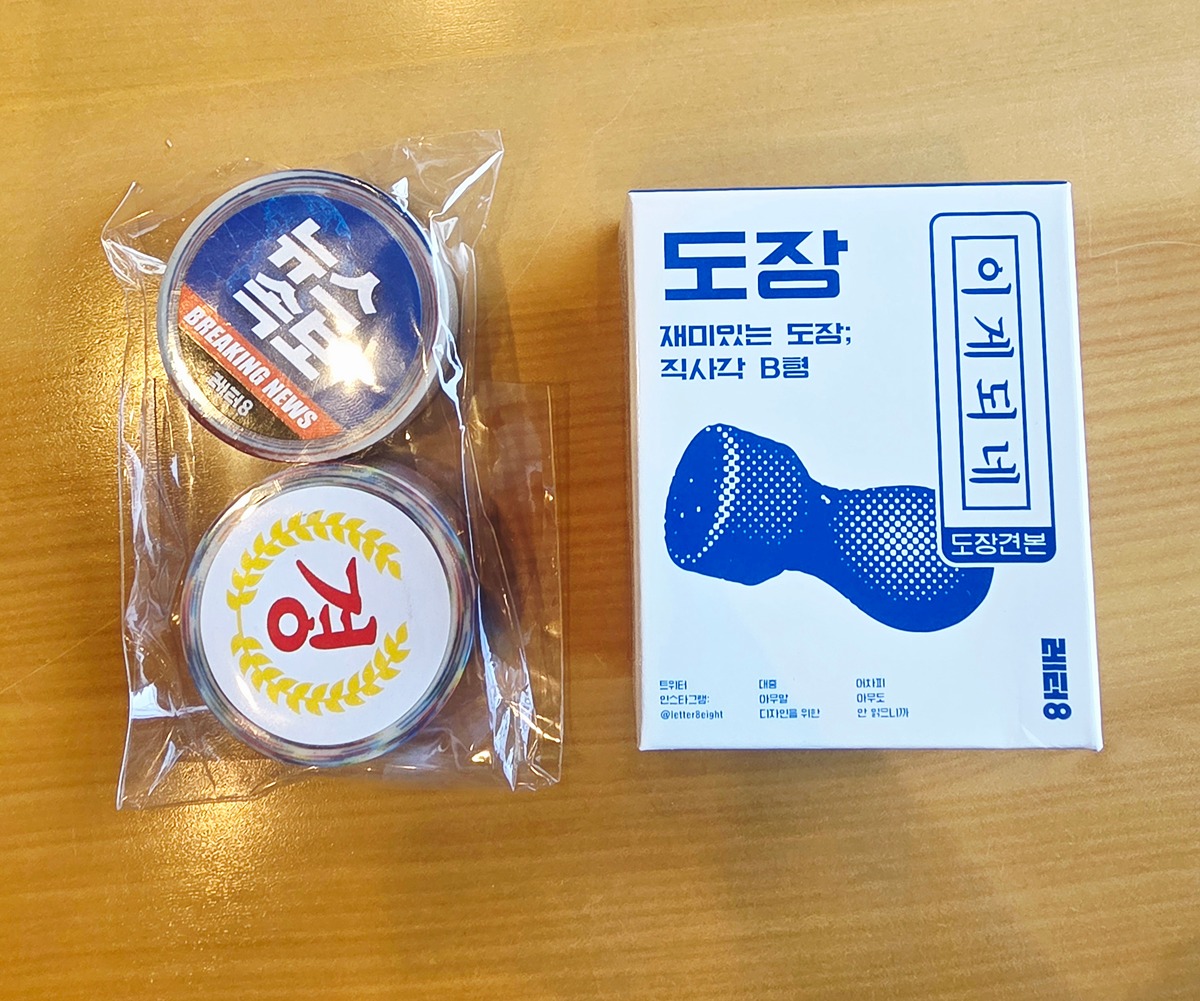 뉴스
속보
BREAKING NEWS
레터8
경
도장
재미있는 도장;
직사각 B형
이게되네
도장견본
트위터
인스타그램:
@letter8eight
대충
아무말
디자인을 위한
어차피
아무도
안 읽으니까
레터8